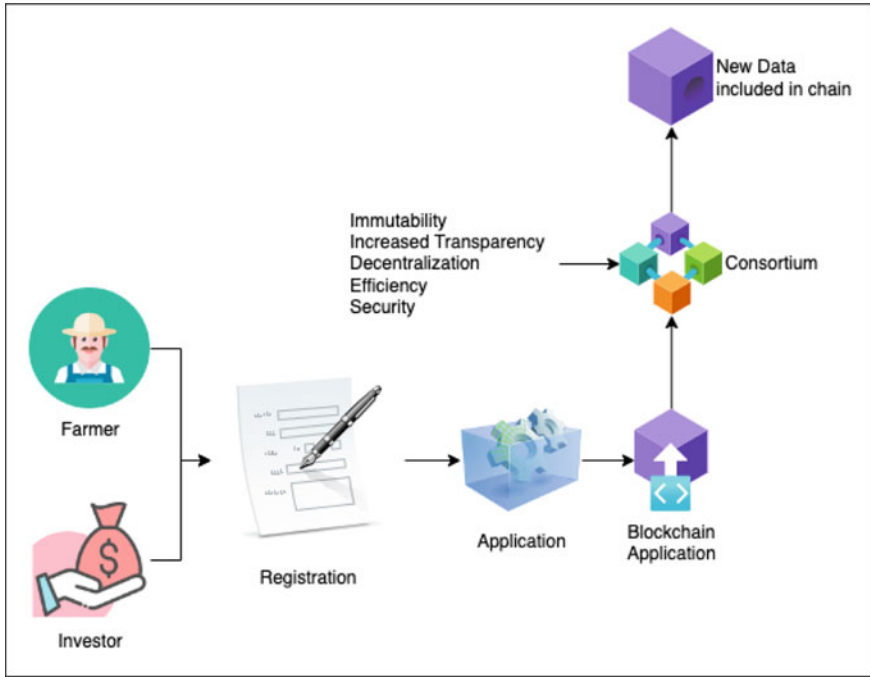 New Data
included in chain
Immutability
Increased Transparency
Decentralization
Efficiency
Security
Consortium
Farmer
Registration
Application
Blockchain
Application
Investor